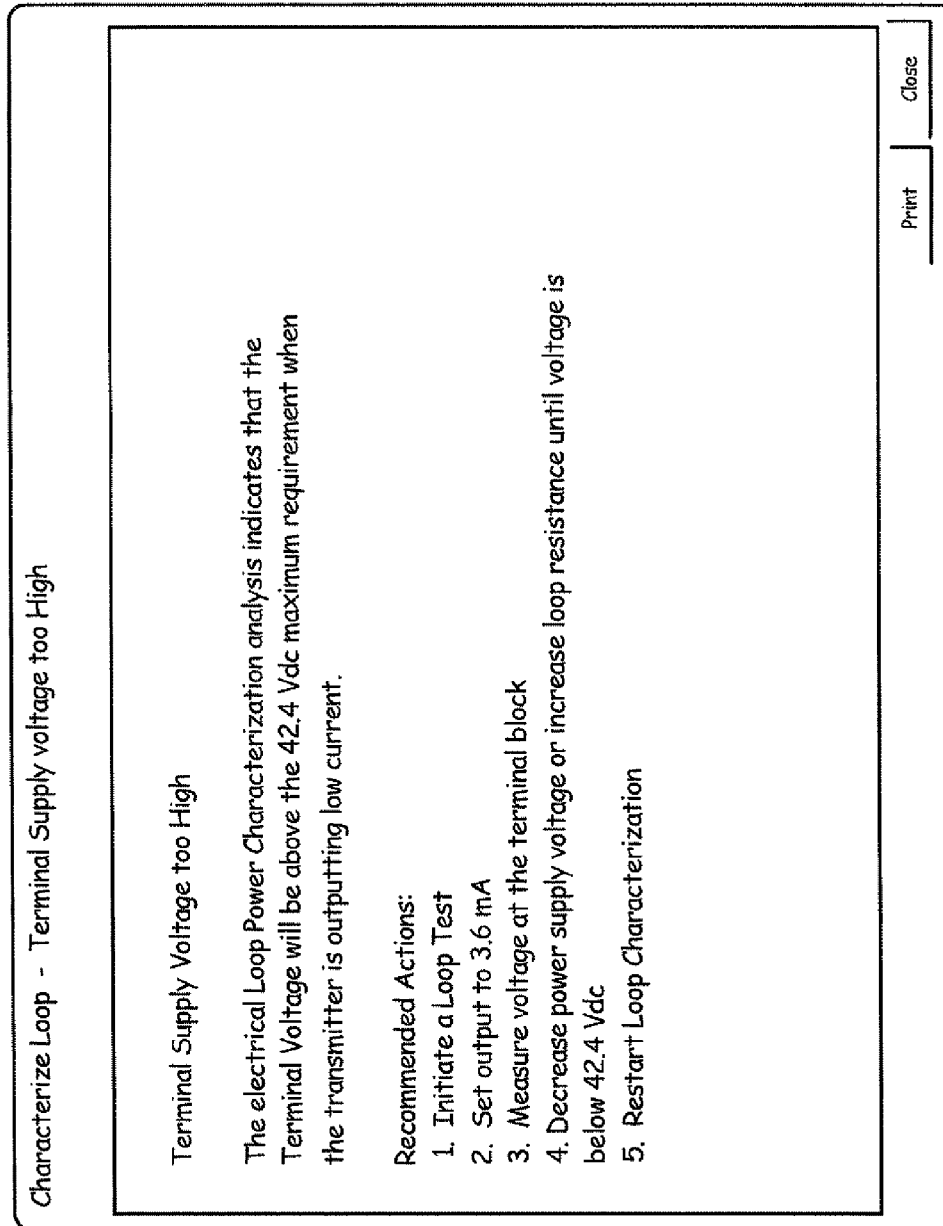 Characterize Loop - Terminal Supply voltage too High
Terminal Supply Voltage too High
The electrical Loop Power Characterization analysis indicates that the
Terminal Voltage will be above the 42.4 Vdc maximum requirement when
the transmitter is outputting low current.
Recommended Actions:
1. Initiate a Loop Test
2. Set output to 3.6 mA
3. Measure voltage at the terminal block
4. Decrease power supply voltage or increase loop resistance until voltage is
below 42.4 Vdc
5. Restart Loop Characterization
Print
Close